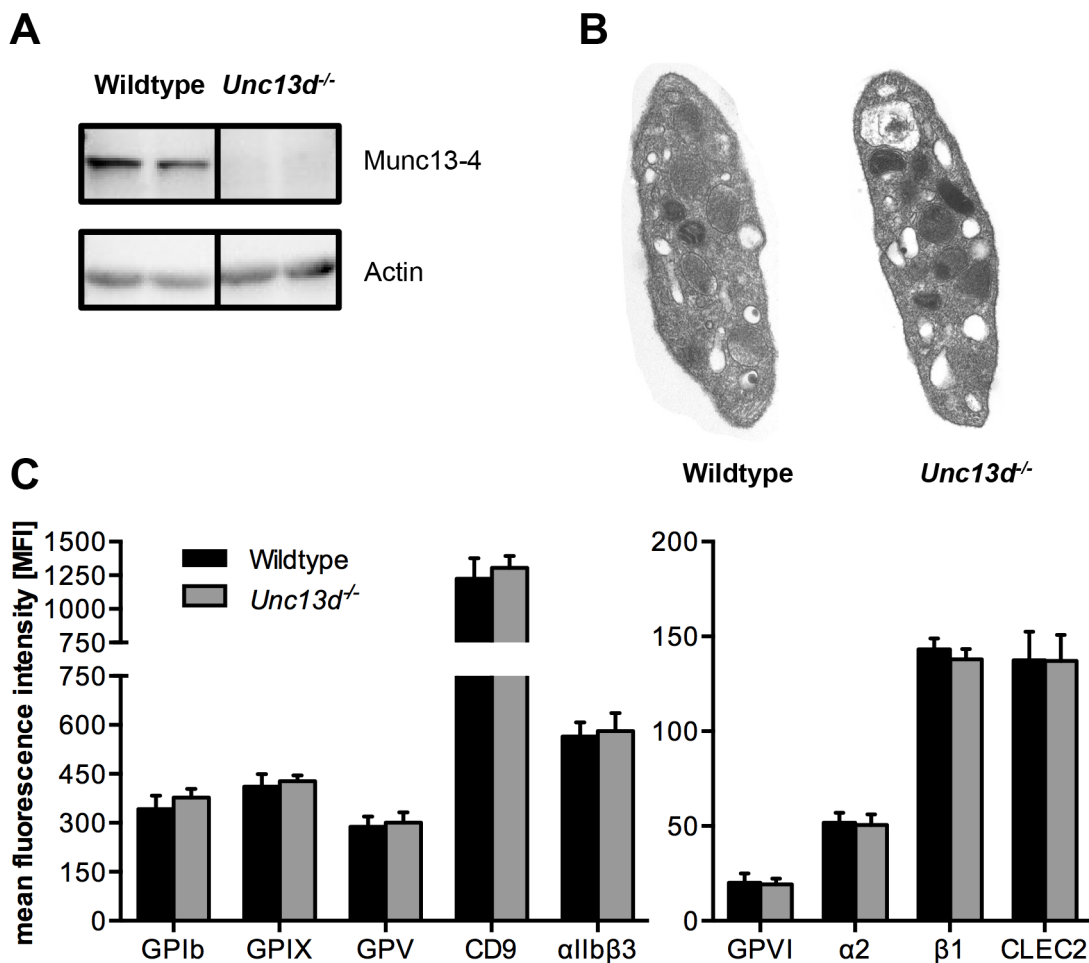 A
Wildtype Unc13d-/-
Munc13-4
Actin
B
Wildtype
Unc13d-/-
C
mean fluorescence intensity [MFI]
1500
1250
1000
750
750
600
450
300
150
0
Wildtype
Unc13d-/-
GPIb GPIX GPV CD9 αIIbβ3
200
150
100
50
0
GPVI α2 β1 CLEC2